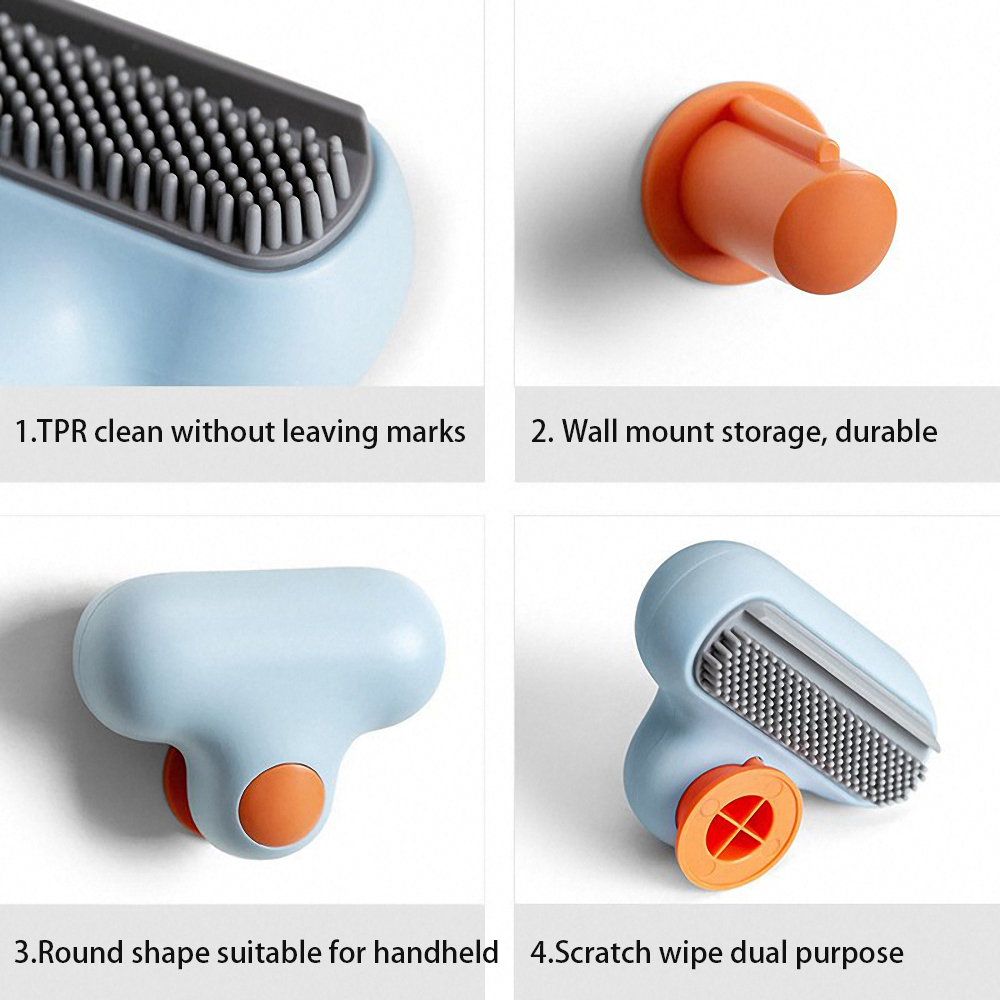 1.TPR clean without leaving marks
2. Wall mount storage, durable
3.Round shape suitable for handheld
4.Scratch wipe dual purpose